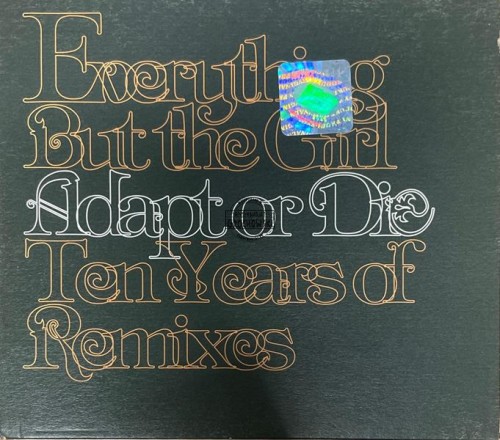 Everything
But the Girl
Adapt or Die
Ten Years of
Remixes